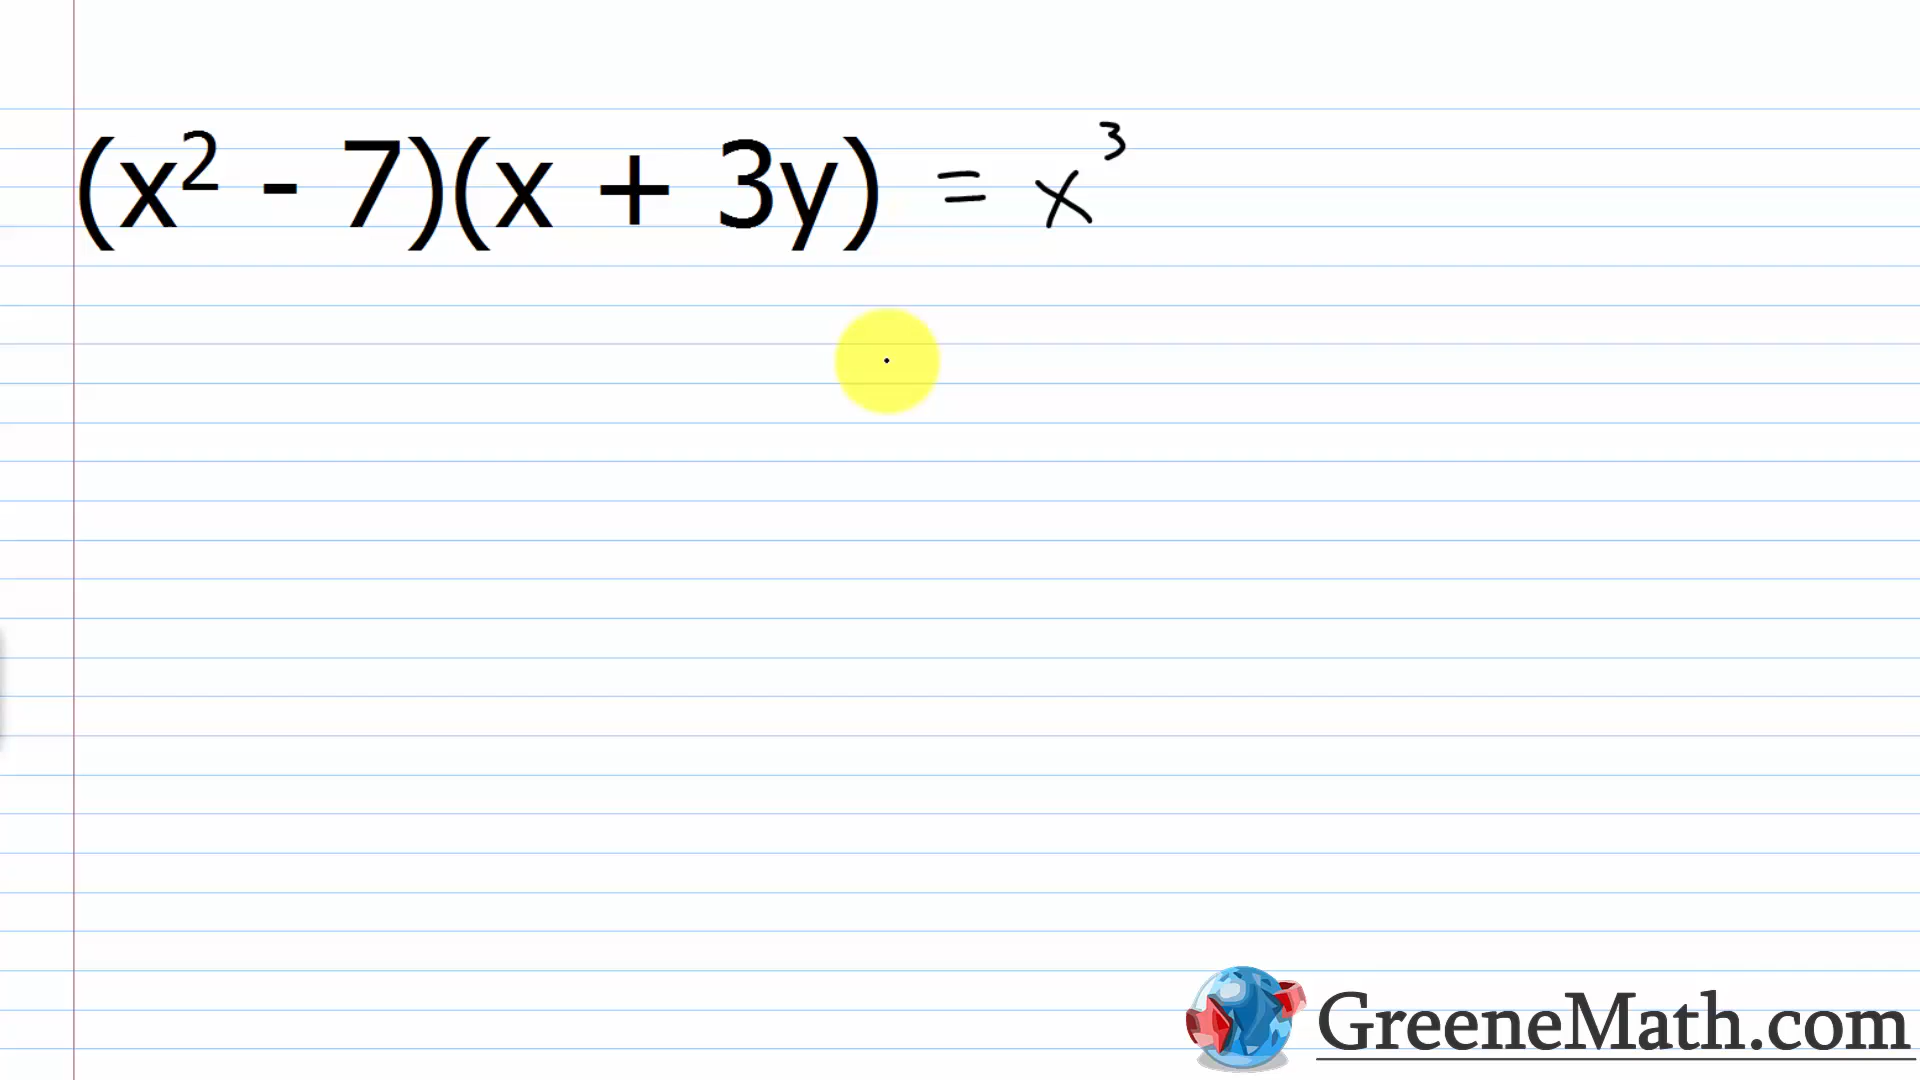 (x² - 7)(x + 3y) = x³
GreeneMath.com